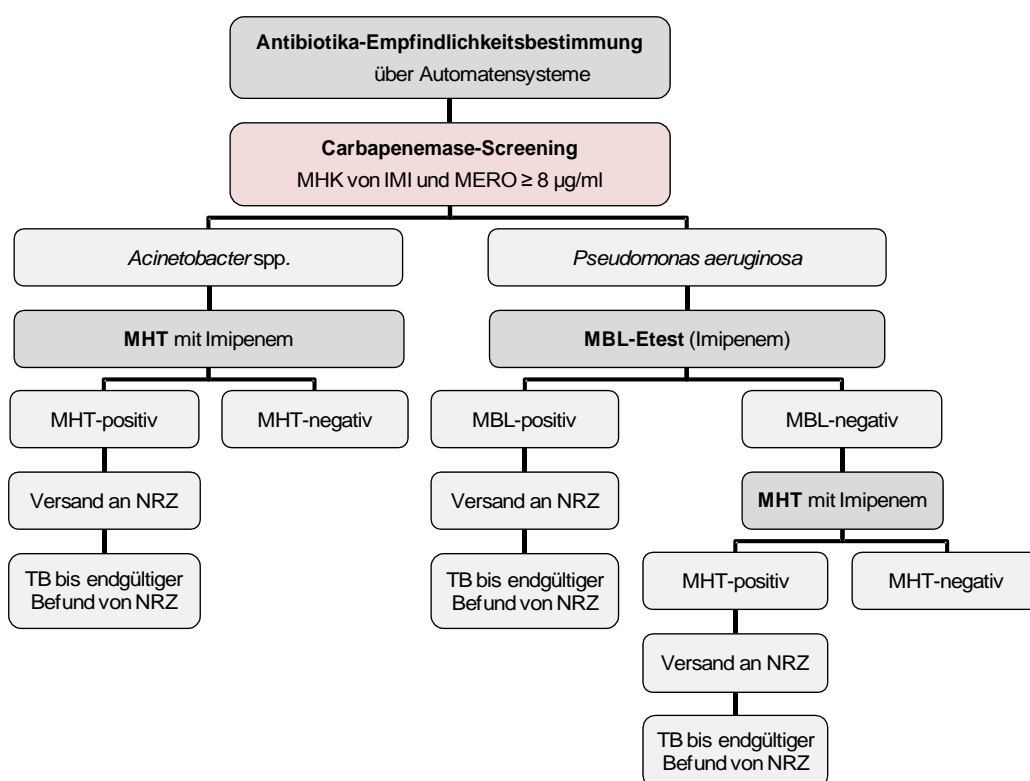 Antibiotika-Empfindlichkeitsbestimmung
über Automatensysteme
Carbapenemase-Screening
MHK von IMI und MERO ≥ 8 µg/ml
Acinetobacter spp.
Pseudomonas aeruginosa
MHT mit Imipenem
MBL-Etest (Imipenem)
MHT-positiv
MHT-negativ
MBL-positiv
MBL-negativ
Versand an NRZ
Versand an NRZ
MHT mit Imipenem
TB bis endgültiger
Befund von NRZ
TB bis endgültiger
Befund von NRZ
MHT-positiv
MHT-negativ
Versand an NRZ
TB bis endgültiger
Befund von NRZ